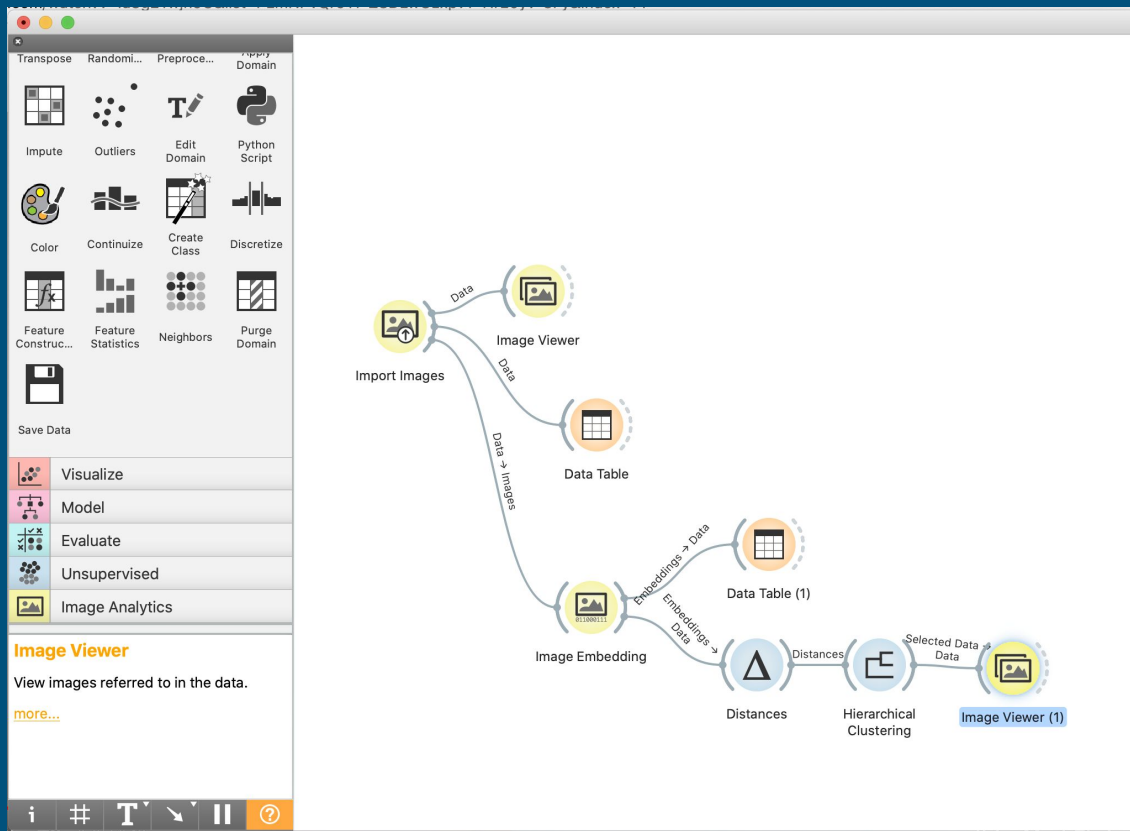 Transpose Randomi... Preproce... Apply
Domain
Impute Outliers Edit
Domain Python
Script
Color Continuize Create
Class Discretize
Feature
Construc... Feature
Statistics Neighbors Purge
Domain
Save Data
Visualize
Model
Evaluate
Unsupervised
Image Analytics
Image Viewer
View images referred to in the data.
more...
Import Images
Data
Image Viewer
Data
Data Table
Data → Images
011000111
Image Embedding
Embeddings → Data
Data Table (1)
Embeddings →
Data
Distances
Distances
Hierarchical
Clustering
Selected Data →
Data
Image Viewer (1)